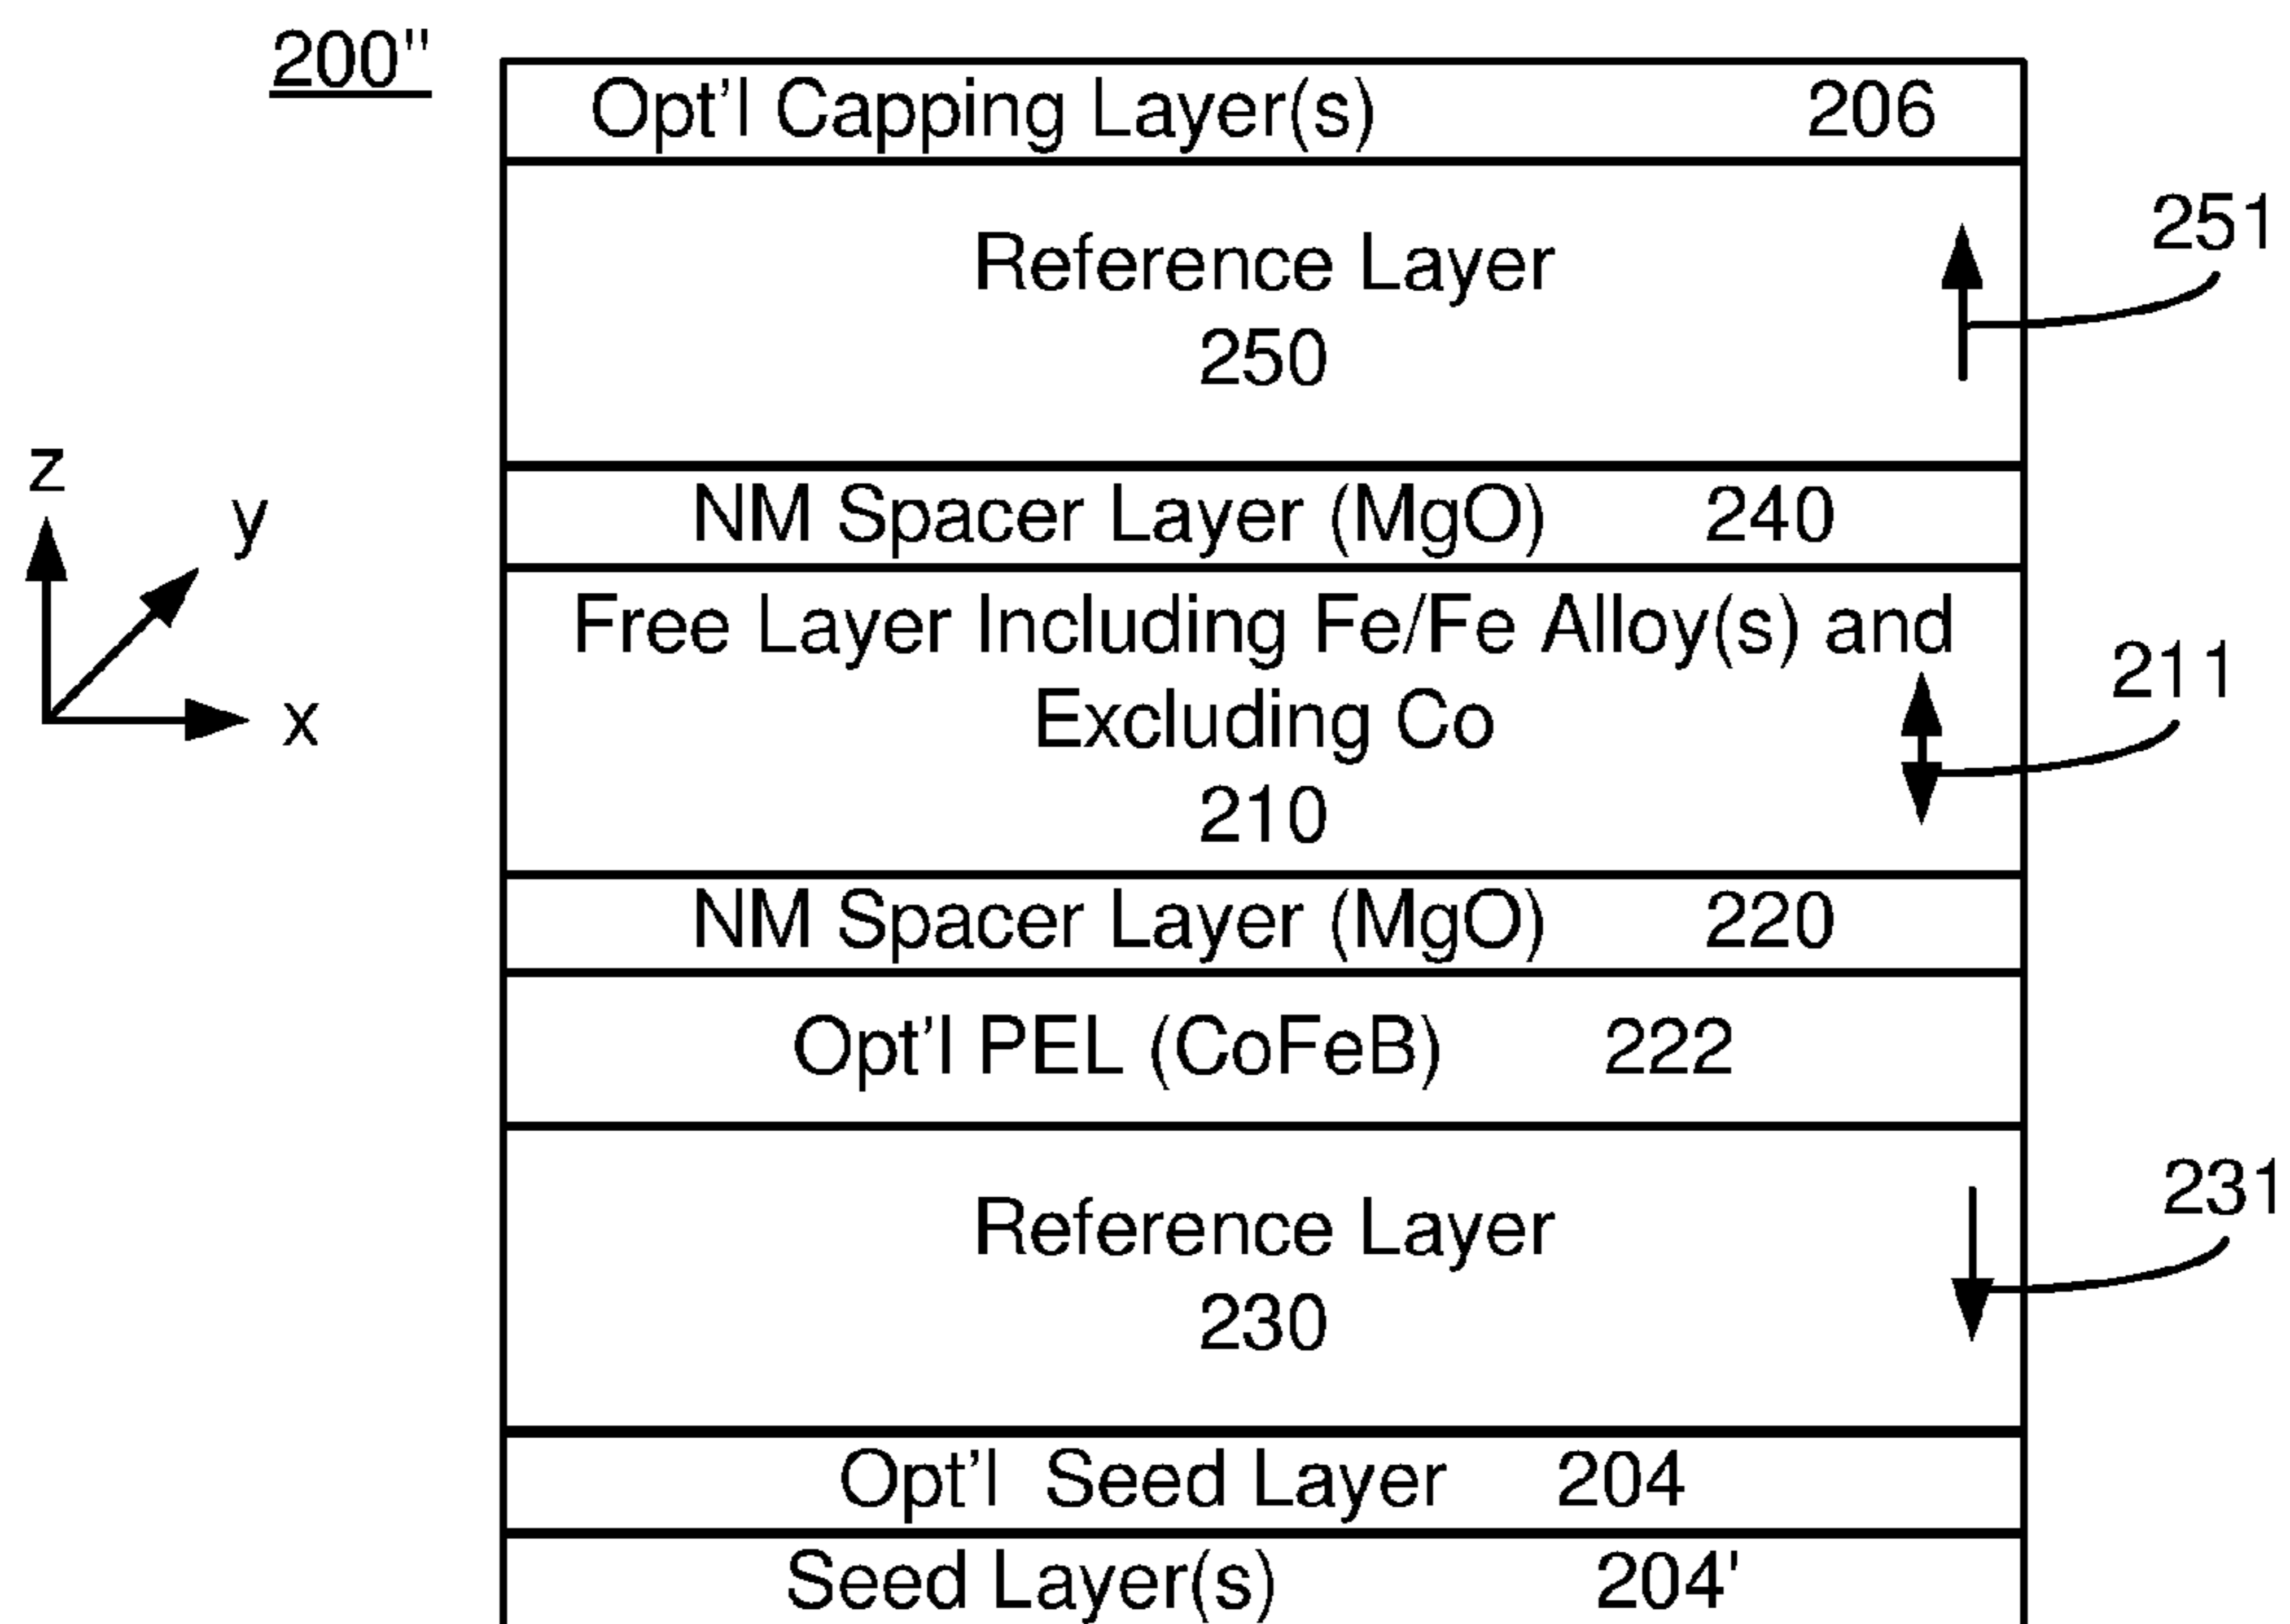 200"
Opt'l Capping Layer(s) 206
Reference Layer
250
251
NM Spacer Layer (MgO) 240
z
y
x
Free Layer Including Fe/Fe Alloy(s) and
Excluding Co
210
211
NM Spacer Layer (MgO) 220
Opt'l PEL (CoFeB) 222
Reference Layer
230
231
Opt'l Seed Layer 204
Seed Layer(s) 204'